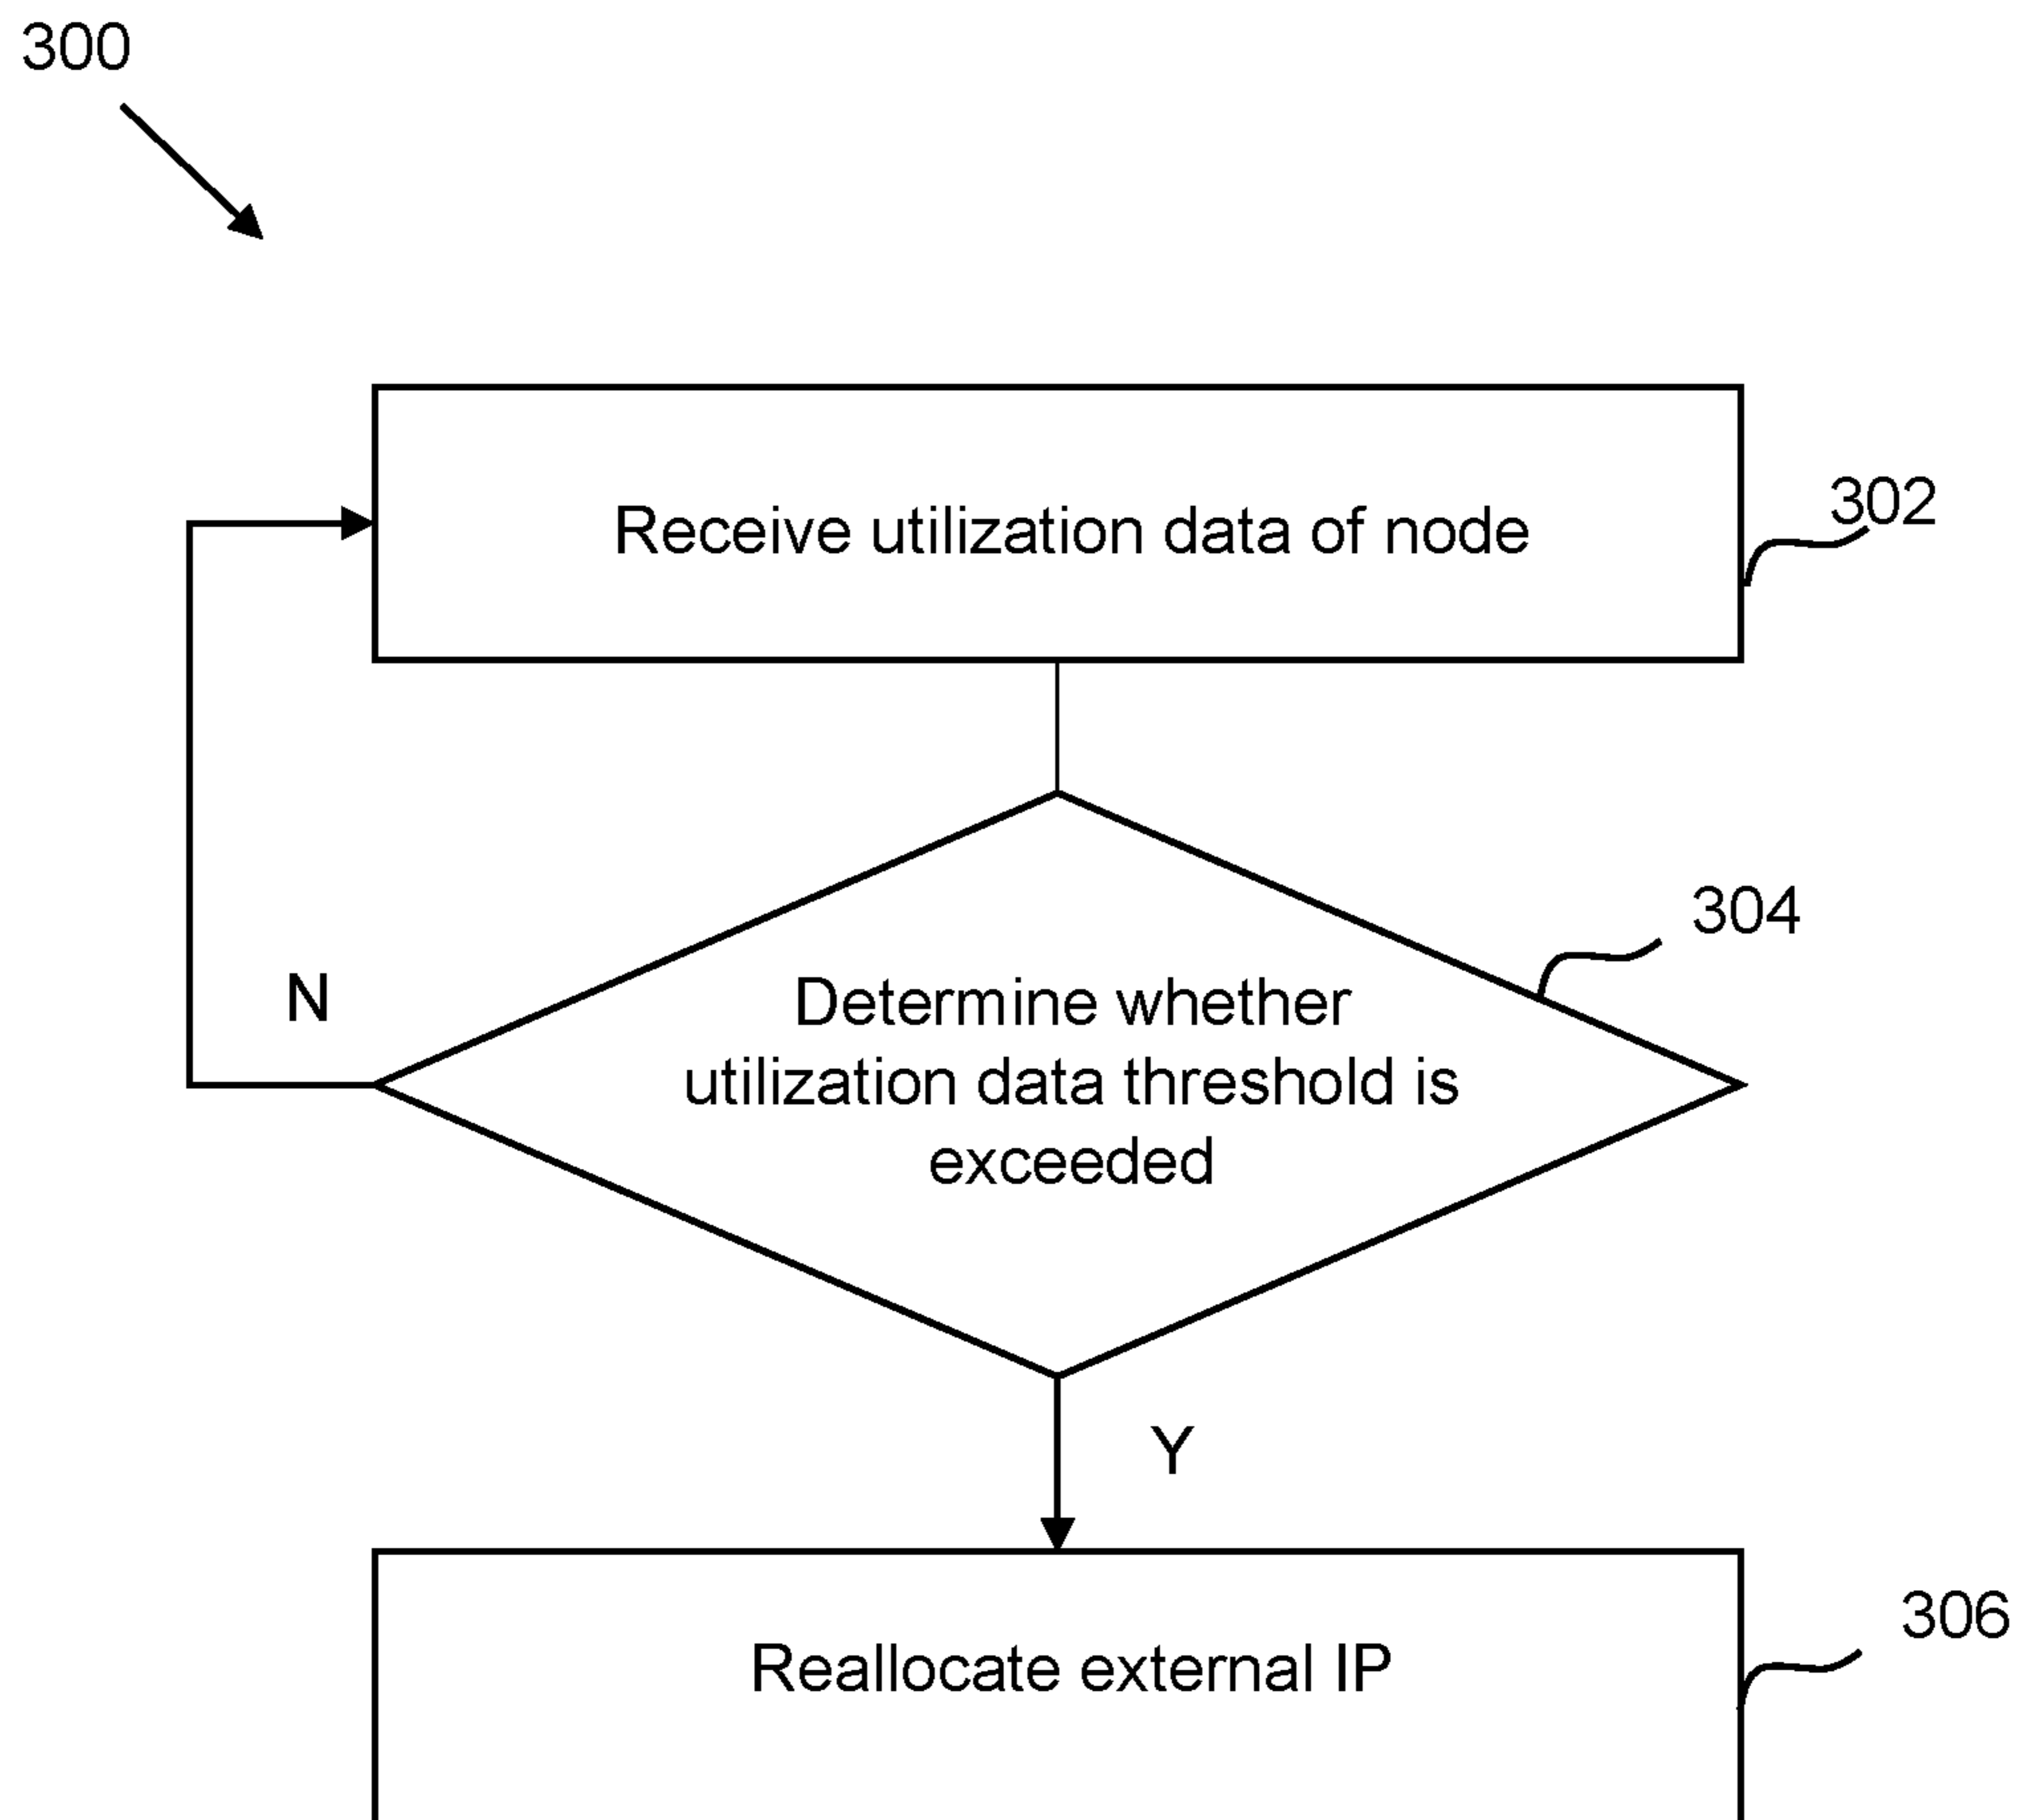 300
Receive utilization data of node
302
304
Determine whether
utilization data threshold is
exceeded
N
Y
306
Reallocate external IP